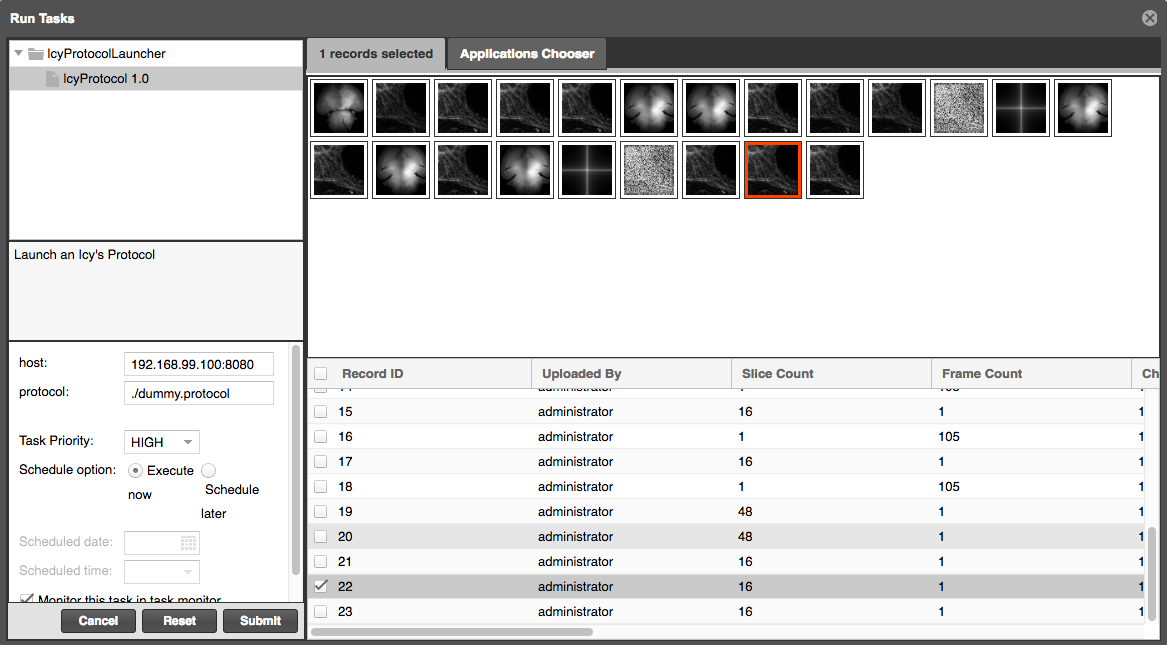 Run Tasks
IcyProtocolLauncher
IcyProtocol 1.0
Launch an Icy's Protocol
host: 192.168.99.100:8080
protocol: ./dummy.protocol
Task Priority: HIGH
Schedule option: Execute now Schedule later
Scheduled date:
Scheduled time:
Monitor this task in task monitor
Cancel Reset Submit
1 records selected Applications Chooser
Record ID Uploaded By Slice Count Frame Count Ch
14 administrator 1 105 1
15 administrator 16 1 1
16 administrator 1 105 1
17 administrator 16 1 1
18 administrator 1 105 1
19 administrator 48 1 1
20 administrator 48 1 1
21 administrator 16 1 1
22 administrator 16 1 1
23 administrator 16 1 1